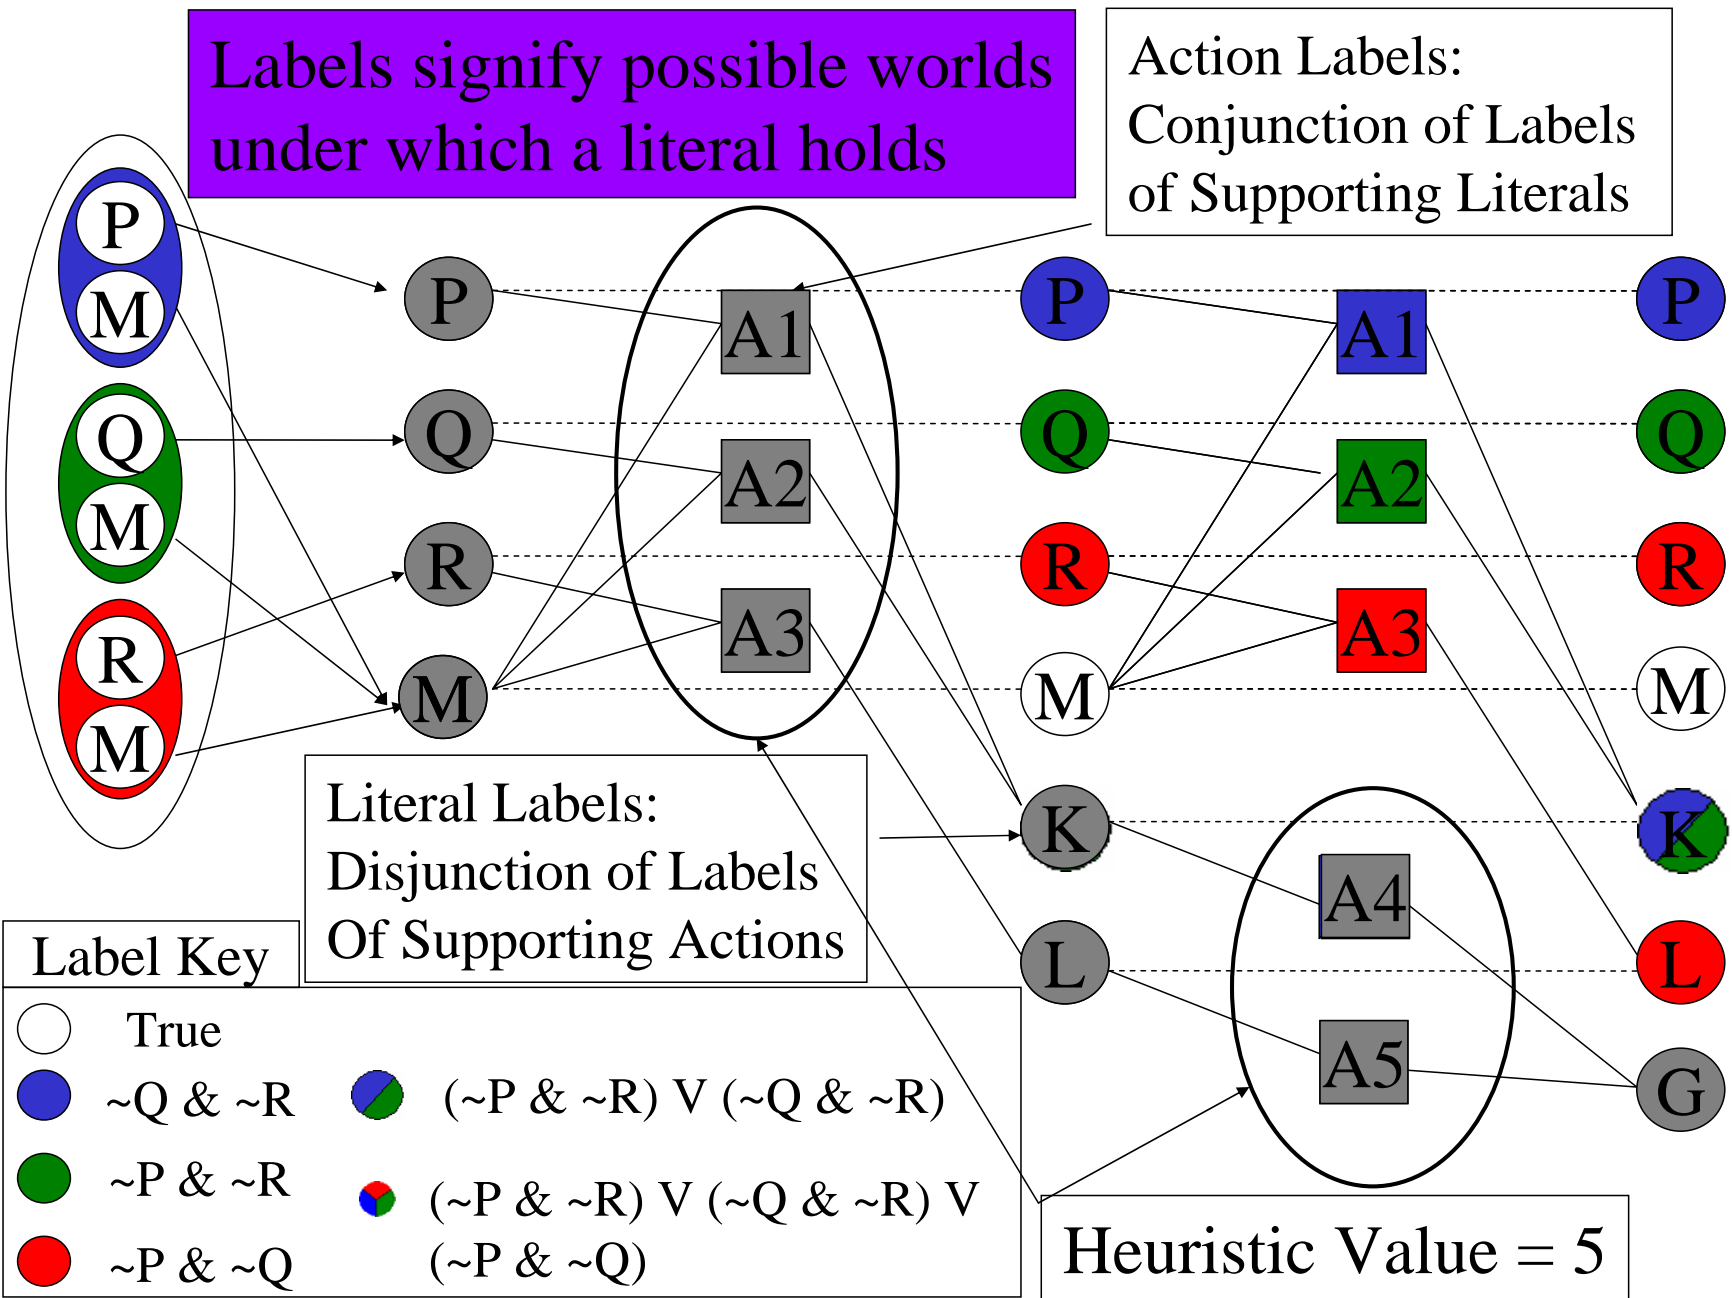 Labels signify possible worlds
under which a literal holds
Action Labels:
Conjunction of Labels
of Supporting Literals
P
M
Q
M
R
M
P
Q
R
M
A1
A2
A3
P
Q
R
M
K
L
A1
A2
A3
A4
A5
P
Q
R
M
K
L
G
Literal Labels:
Disjunction of Labels
Of Supporting Actions
Label Key
True
~Q & ~R
~P & ~R
~P & ~Q
(~P & ~R) V (~Q & ~R)
(~P & ~R) V (~Q & ~R) V
(~P & ~Q)
Heuristic Value = 5